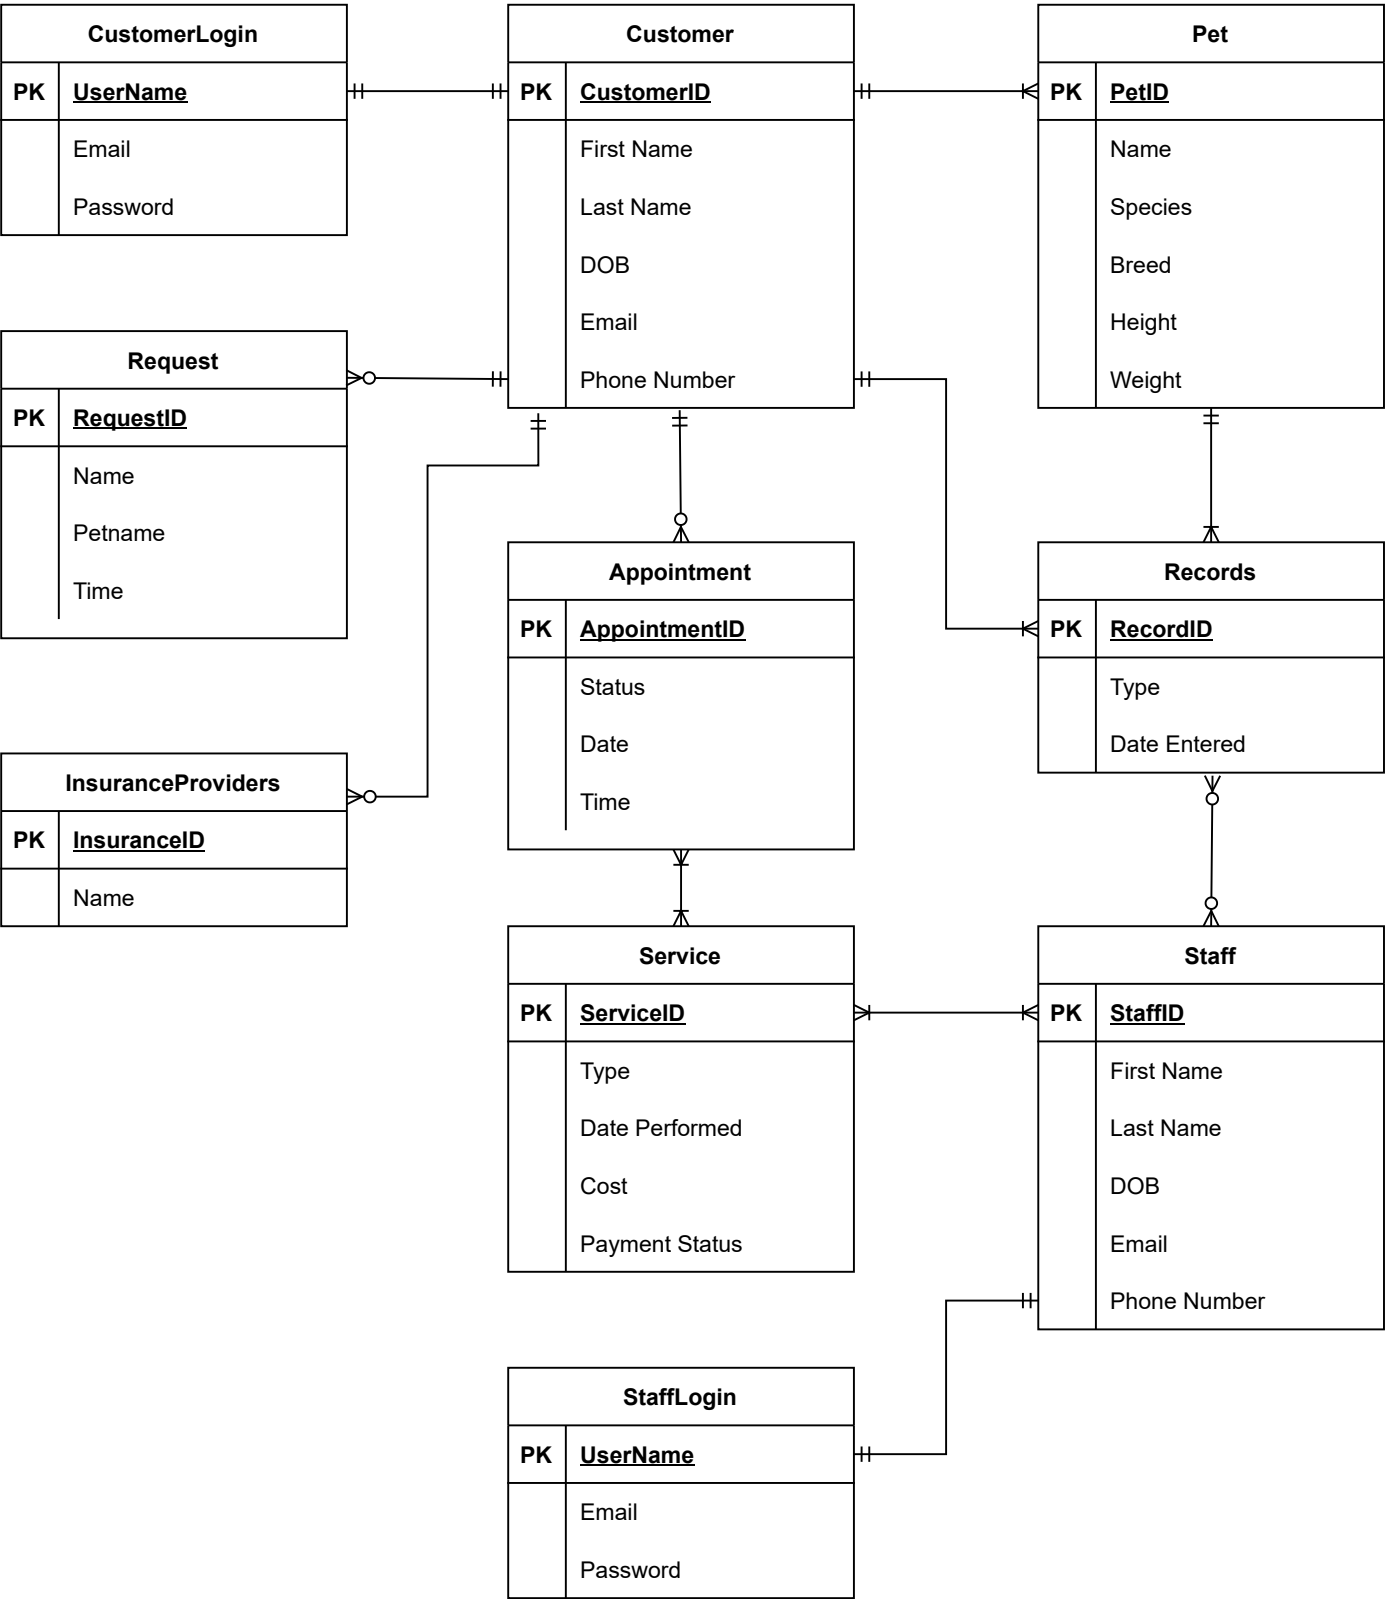 CustomerLogin
PK UserName
Email
Password
Customer
PK CustomerID
First Name
Last Name
DOB
Email
Phone Number
Pet
PK PetID
Name
Species
Breed
Height
Weight
Request
PK RequestID
Name
Petname
Time
Appointment
PK AppointmentID
Status
Date
Time
Records
PK RecordID
Type
Date Entered
InsuranceProviders
PK InsuranceID
Name
Service
PK ServiceID
Type
Date Performed
Cost
Payment Status
Staff
PK StaffID
First Name
Last Name
DOB
Email
Phone Number
StaffLogin
PK UserName
Email
Password